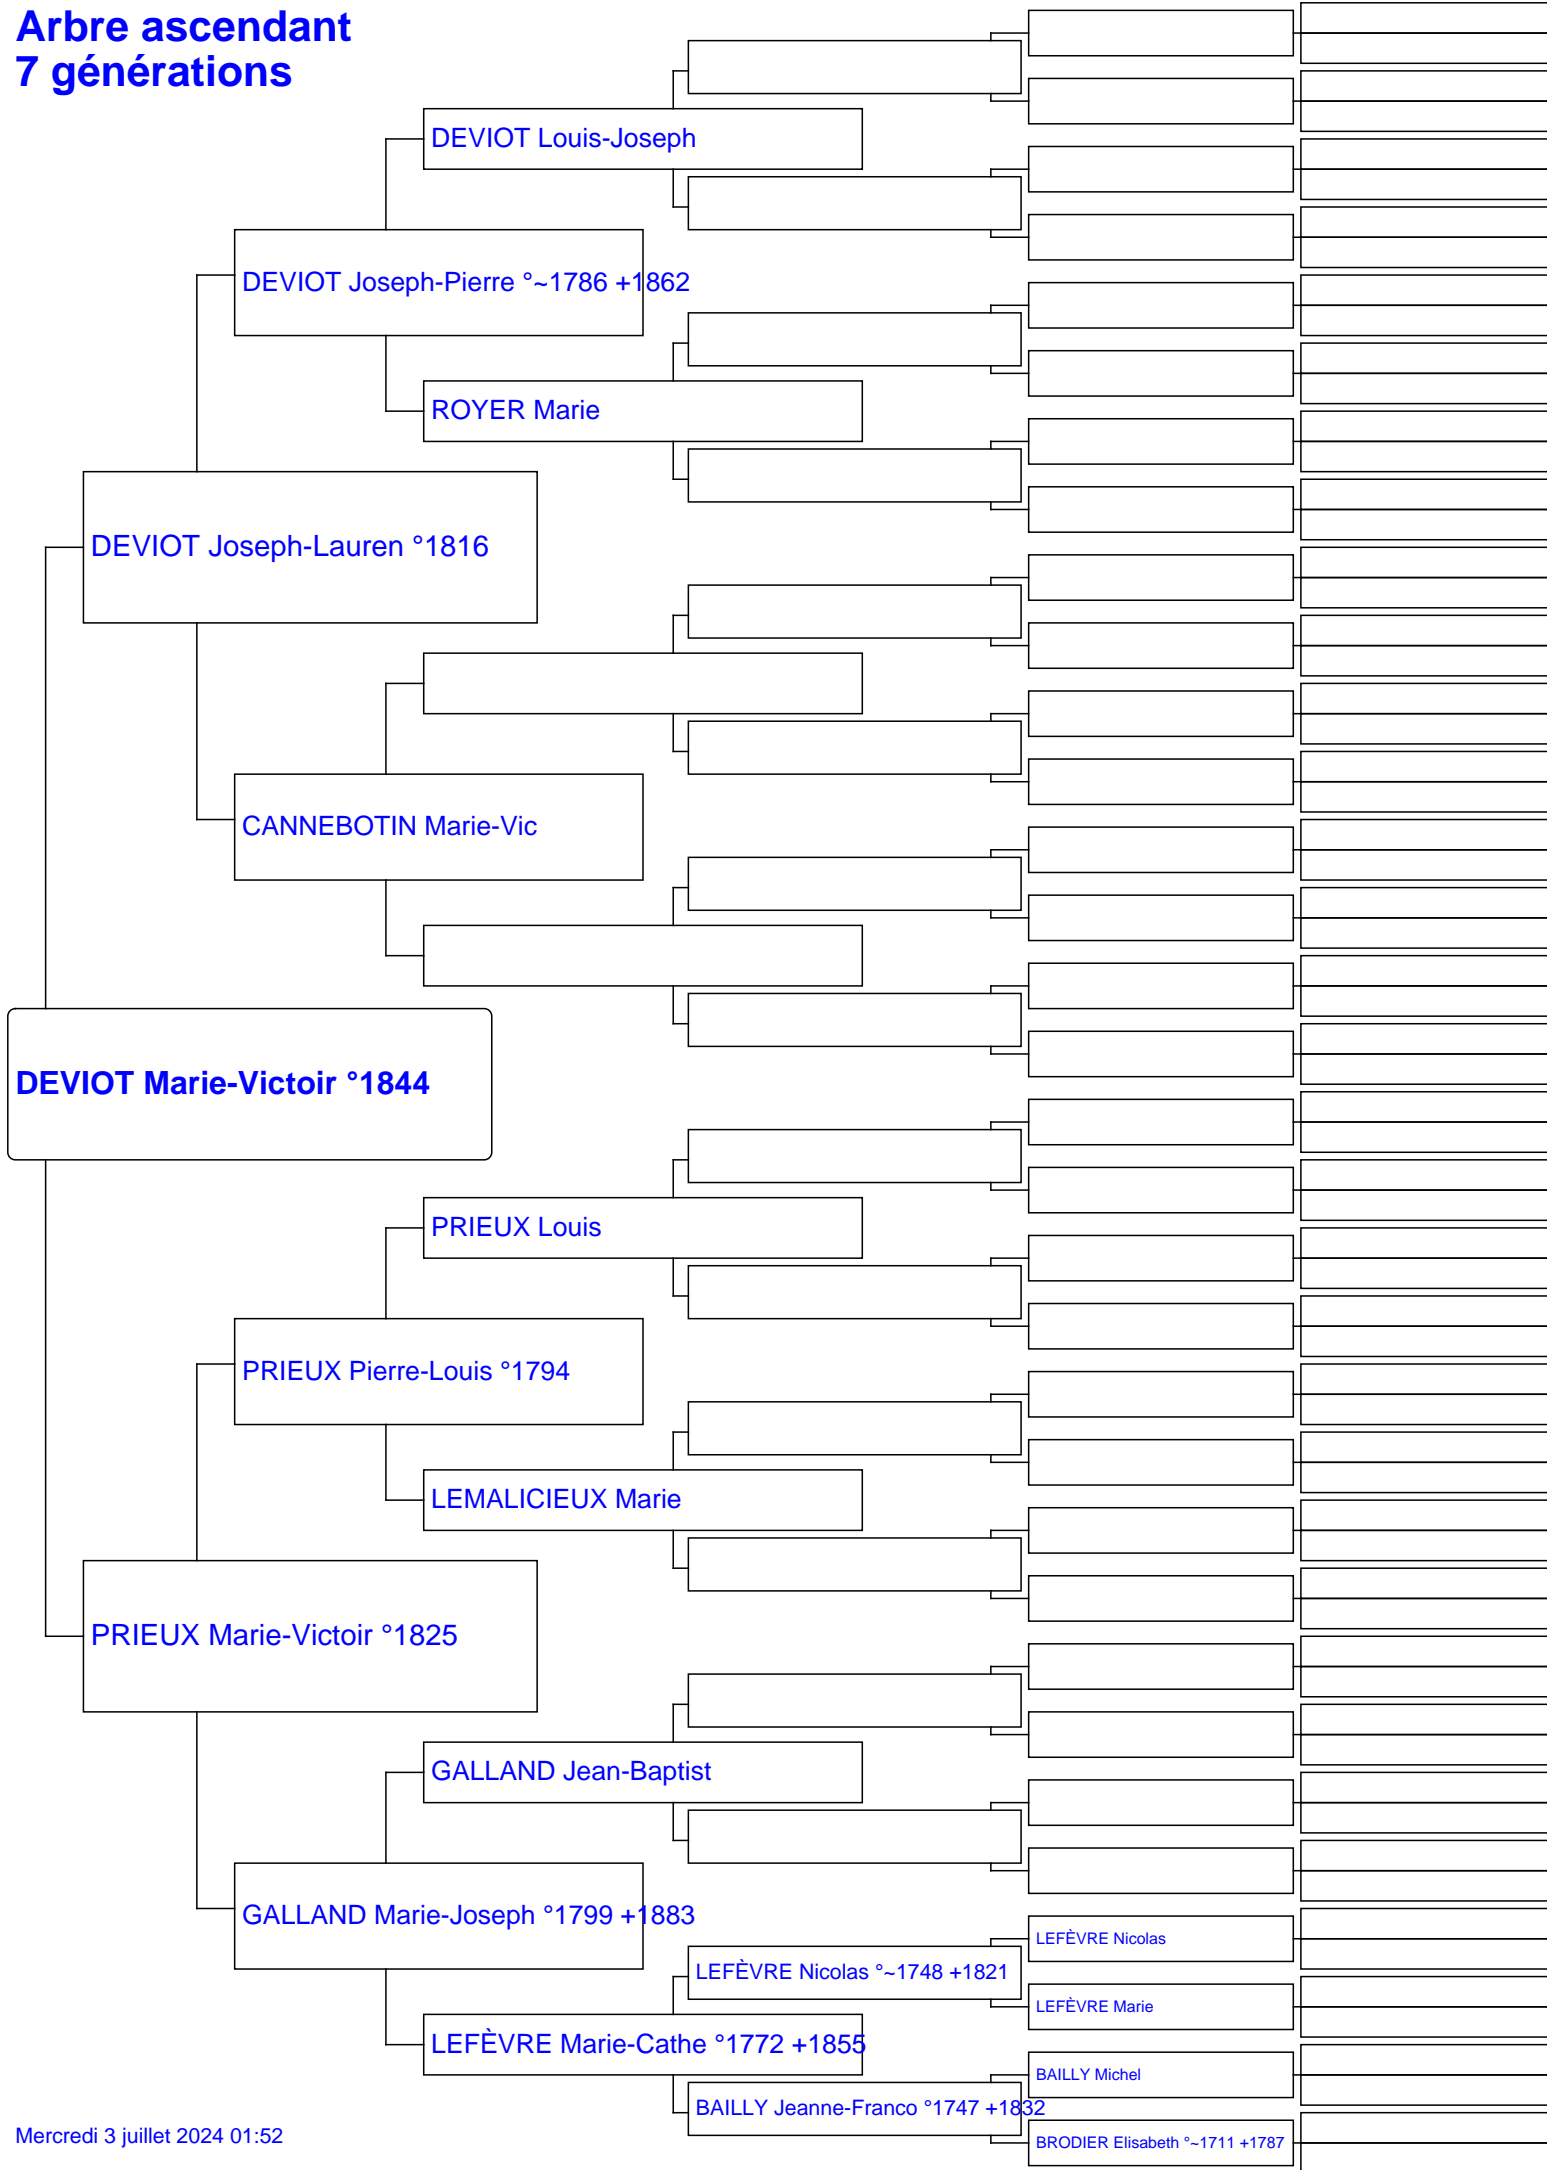 Arbre ascendant
7 générations
DEVIOT Louis-Joseph
DEVIOT Joseph-Pierre °~1786 +1862
ROYER Marie
DEVIOT Joseph-Lauren °1816
CANNEBOTIN Marie-Vic
DEVIOT Marie-Victoir °1844
PRIEUX Louis
PRIEUX Pierre-Louis °1794
LEMALICIEUX Marie
PRIEUX Marie-Victoir °1825
GALLAND Jean-Baptist
GALLAND Marie-Joseph °1799 +1883
LEFÈVRE Nicolas
LEFÈVRE Nicolas °~1748 +1821
LEFÈVRE Marie
LEFÈVRE Marie-Cathe °1772 +1855
BAILLY Michel
BAILLY Jeanne-Franco °1747 +1832
BRODIER Elisabeth °~1711 +1787
Mercredi 3 juillet 2024 01:52